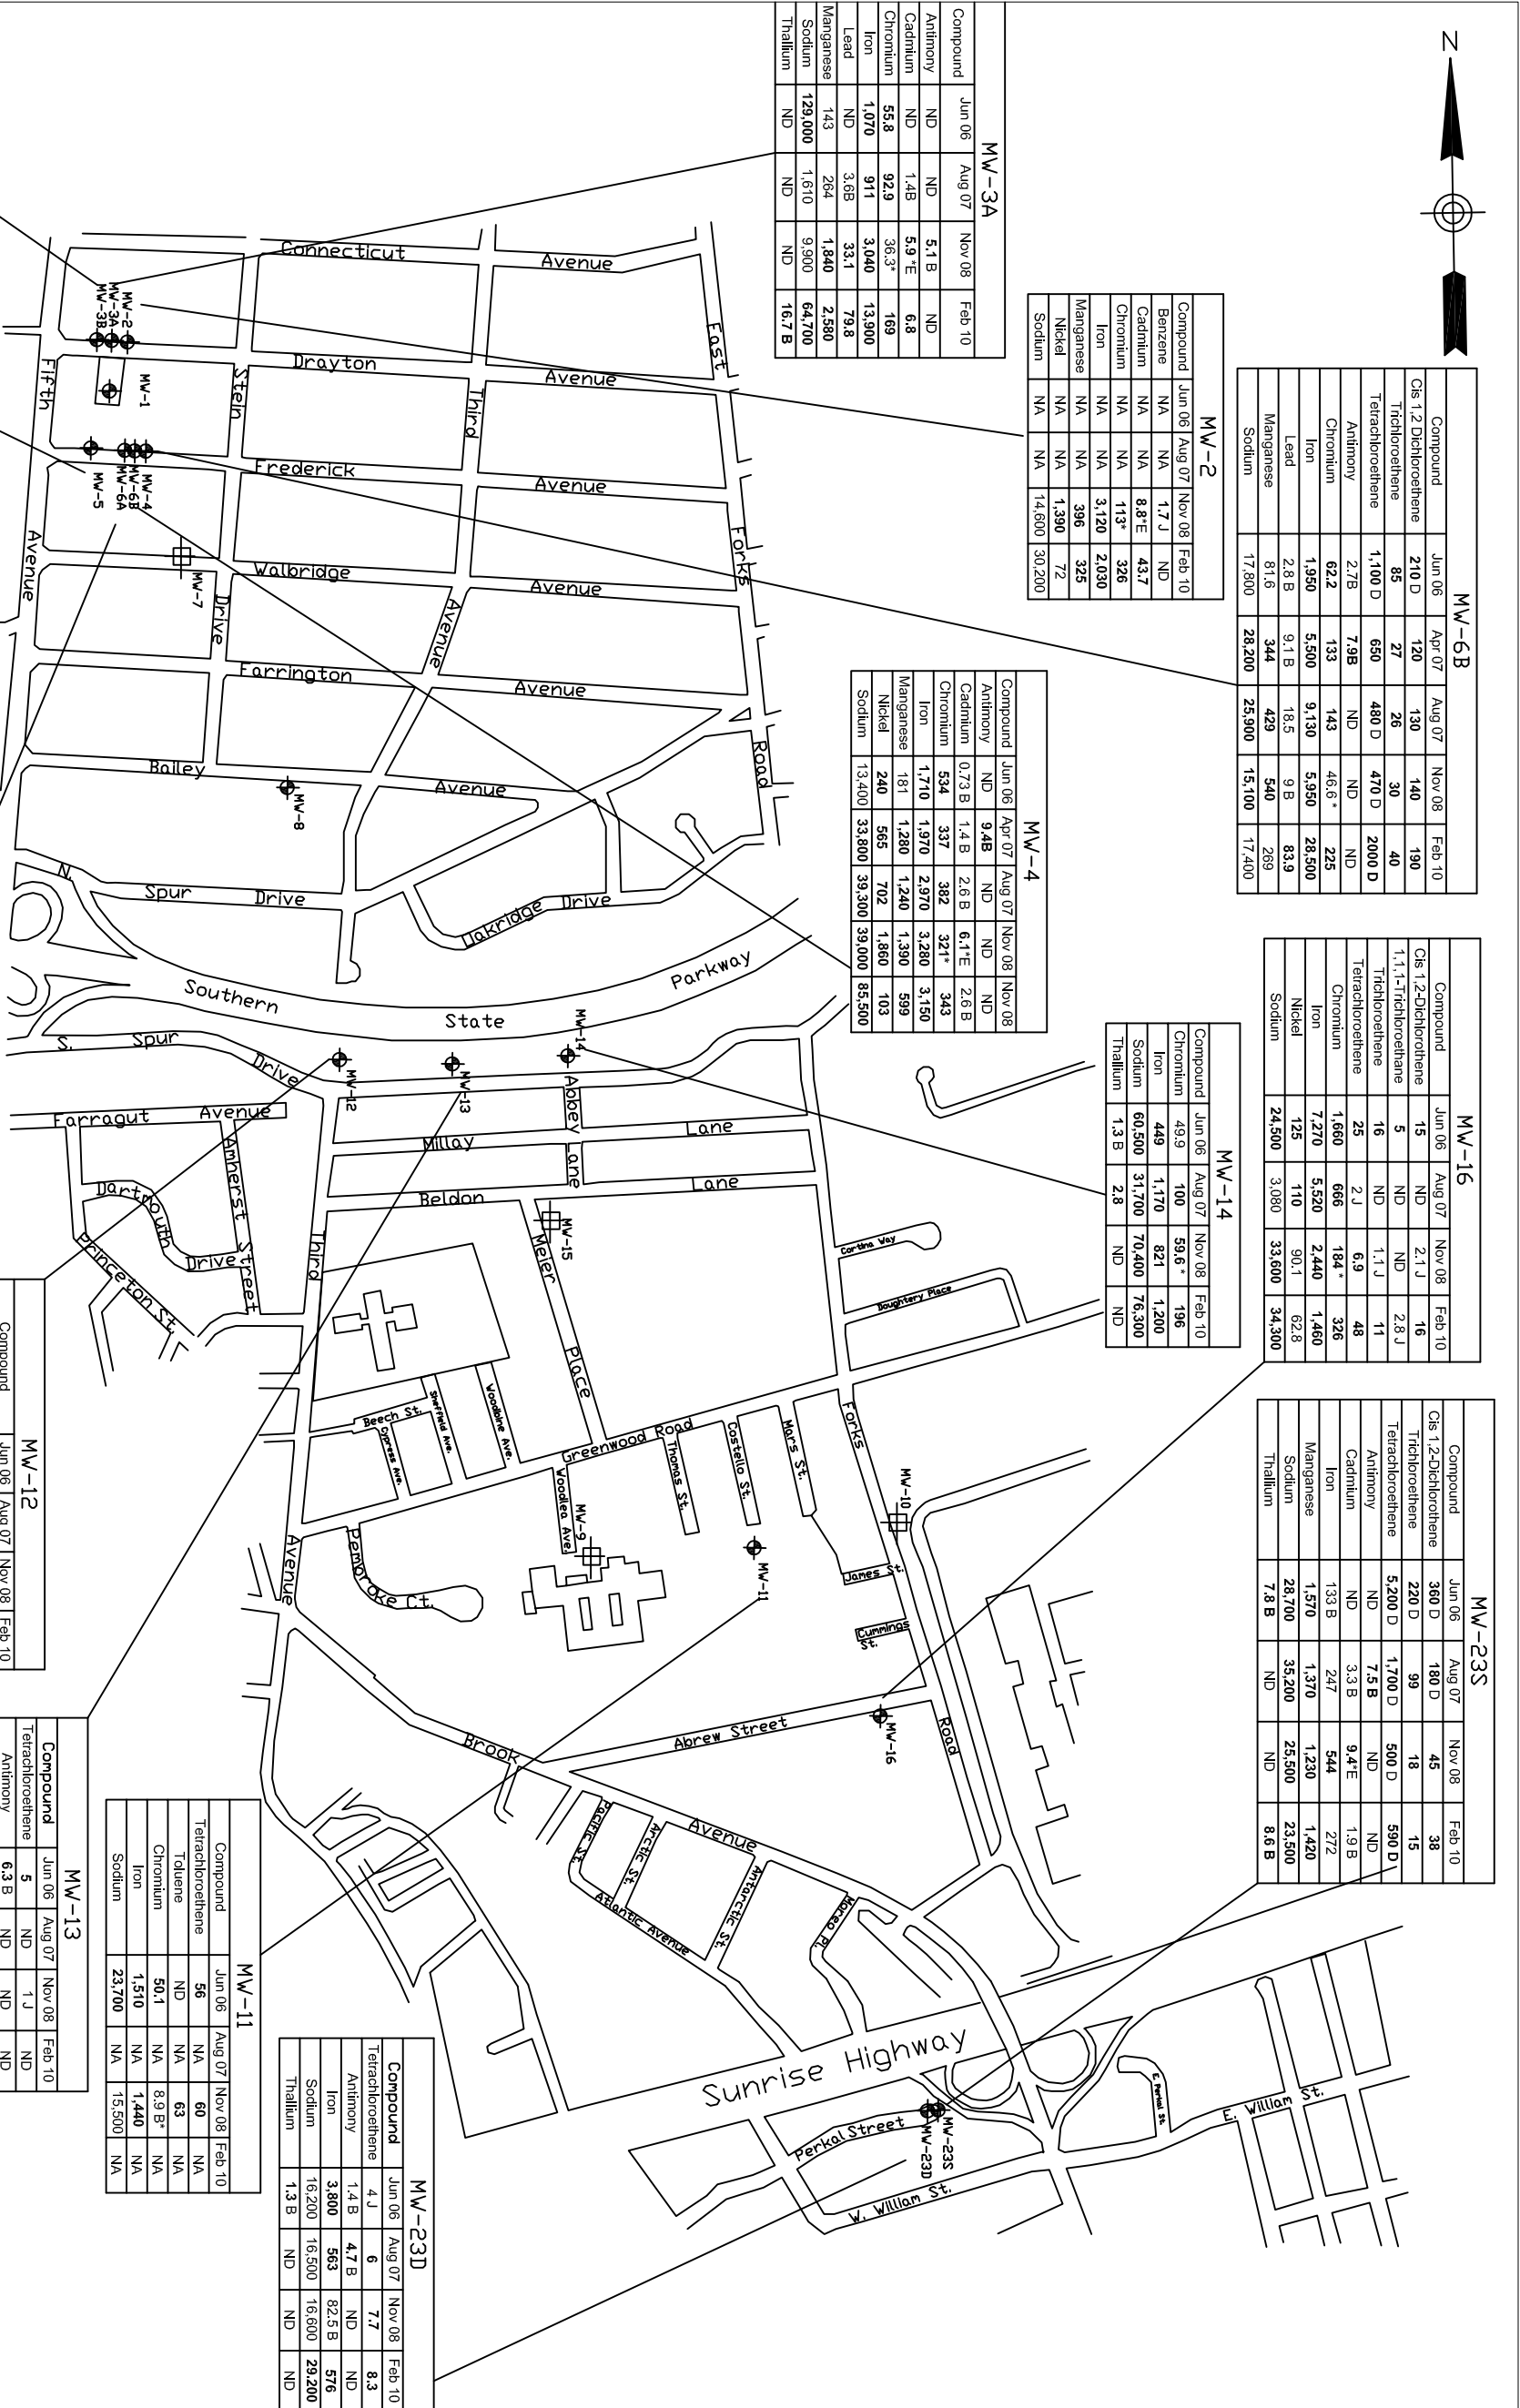 N
MW-3A
Compound Jun 06 Aug 07 Nov 08 Feb 10
Antimony ND ND 5.1 B ND
Cadmium ND 1.4B 5.9 *E 6.8
Chromium 55.8 92.9 36.3* 169
Iron 1,070 911 3,040 13,900
Lead ND 3.6B 33.1 79.8
Manganese 143 264 1,840 2,580
Sodium 129,000 1,610 9,900 64,700
Thallium ND ND ND 16.7 B
MW-2
Compound Jun 06 Aug 07 Nov 08 Feb 10
Benzene NA NA 1.7 J ND
Cadmium NA NA 8.8*E 43.7
Chromium NA NA 113* 326
Iron NA NA 3,120 2,030
Manganese NA NA 396 325
Nickel NA NA 1,390 72
Sodium NA NA 14,600 30,200
MW-6B
Compound Jun 06 Apr 07 Aug 07 Nov 08 Feb 10
Cis 1,2 Dichloroethene 210 D 120 130 140 190
Trichloroethene 85 27 26 30 40
Tetrachloroethene 1,100 D 650 480 D 470 D 2000 D
Antimony 2.7B 7.9B ND ND ND
Chromium 62.2 133 143 46.6 * 225
Iron 1,950 5,500 9,130 5,950 28,500
Lead 2.8 B 9.1 B 18.5 9 B 83.9
Manganese 81.6 344 429 540 269
Sodium 17,800 28,200 25,900 15,100 17,400
MW-4
Compound Jun 06 Apr 07 Aug 07 Nov 08 Nov 08
Antimony ND 9.4B ND ND ND
Cadmium 0.73 B 1.4 B 2.6 B 6.1*E 2.6 B
Chromium 534 337 382 321* 343
Iron 1,710 1,970 2,970 3,280 3,150
Manganese 181 1,280 1,240 1,390 599
Nickel 240 565 702 1,860 103
Sodium 13,400 33,800 39,300 39,000 85,500
MW-16
Compound Jun 06 Aug 07 Nov 08 Feb 10
Cis 1,2-Dichlorothene 15 ND 2.1 J 16
1,1,1-Trichloroethane 5 ND ND 2.8 J
Trichloroethene 16 ND 1.1 J 11
Tetrachloroethene 25 2 J 6.9 48
Chromium 1,660 666 184 * 326
Iron 7,270 5,520 2,440 1,460
Nickel 125 110 90.1 62.8
Sodium 24,500 3,080 33,600 34,300
MW-14
Compound Jun 06 Aug 07 Nov 08 Feb 10
Chromium 49.9 100 59.6 * 196
Iron 449 1,170 821 1,200
Sodium 60,500 31,700 70,400 76,300
Thallium 1.3 B 2.8 ND ND
MW-23S
Compound Jun 06 Aug 07 Nov 08 Feb 10
Cis 1,2-Dichlorothene 360 D 180 D 45 38
Trichloroethene 220 D 99 18 15
Tetrachloroethene 5,200 D 1,700 D 500 D 590 D
Antimony ND 7.5 B ND ND
Cadmium ND 3.3 B 9.4*E 1.9 B
Iron 133 B 247 544 272
Manganese 1,570 1,370 1,230 1,420
Sodium 28,700 35,200 25,500 23,500
Thallium 7.8 B ND ND 8.6 B
MW-12
Compound Jun 06 Aug 07 Nov 08 Feb 10
MW-13
Compound Jun 06 Aug 07 Nov 08 Feb 10
Tetrachloroethene 5 ND 1 J ND
Antimony 6.3 B ND ND ND
MW-11
Compound Jun 06 Aug 07 Nov 08 Feb 10
Tetrachloroethene 56 NA 60 NA
Toluene ND NA 63 NA
Chromium 50.1 NA 8.9 B* NA
Iron 1,510 NA 1,440 NA
Sodium 23,700 NA 15,500 NA
MW-23D
Compound Jun 06 Aug 07 Nov 08 Feb 10
Tetrachloroethene 4 J 6 7.7 8.3
Antimony 1.4 B 4.7 B ND ND
Iron 3,800 563 82.5 B 576
Sodium 16,200 16,500 16,600 29.200
Thallium 1.3 B ND ND ND
Connecticut Avenue
Drayton Avenue
Frederick Avenue
Walbridge Avenue
Farrington Avenue
Bailey Avenue
East Forks Road
Third Avenue
Stein Drive
Fifth Avenue
MW-2
MW-3A
MW-3B
MW-1
MW-4
MW-6B
MW-6A
MW-5
MW-7
MW-8
N. Spur Drive
Oakridge Drive
Southern State Parkway
S. Spur Drive
MW-12
MW-13
MW-14
Abbey Lane
Millay Lane
Beldon Lane
Farragut Avenue
Amherst Street
Dartmouth Drive
Princeton St.
Third Avenue
MW-15
Meier Place
Cortina Way
Doughtery Place
Forks Road
Greenwood Road
Woodbine Ave.
Sheffield Ave.
Beech St.
Cypress Ave.
Mars St.
Costello St.
Thomas St.
Woodlea Ave.
MW-9
MW-10
MW-11
James St.
Cummings St.
Pembroke Ct.
MW-16
Abrew Street
Brook Avenue
Pacific St.
Arctic St.
Antarctic St.
Atlantic Avenue
Moreo Pl.
Sunrise Highway
Perkal Street
E. Perkal St.
MW-23S
MW-23D
E. William St.
W. William St.